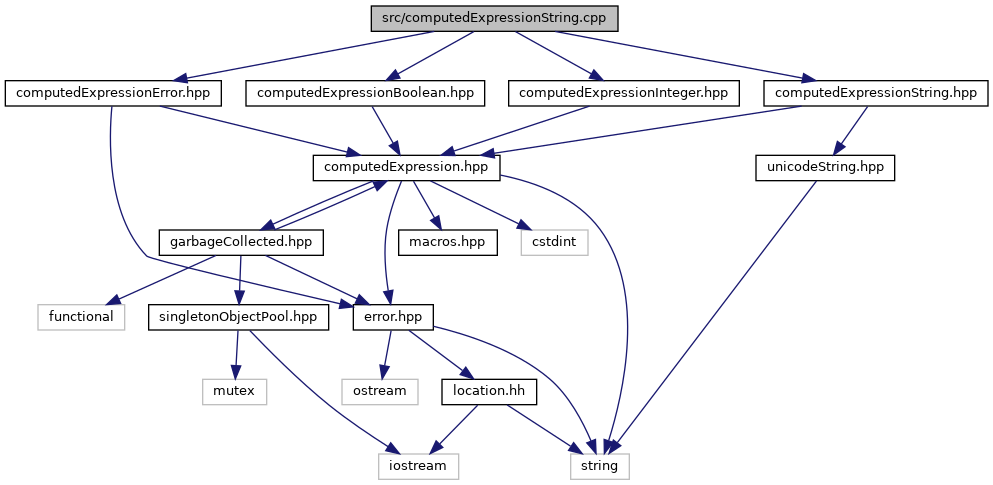 src/computedExpressionString.cpp
computedExpressionError.hpp
computedExpressionBoolean.hpp
computedExpressionInteger.hpp
computedExpressionString.hpp
computedExpression.hpp
unicodeString.hpp
garbageCollected.hpp
macros.hpp
cstdint
functional
singletonObjectPool.hpp
error.hpp
mutex
ostream
location.hh
iostream
string